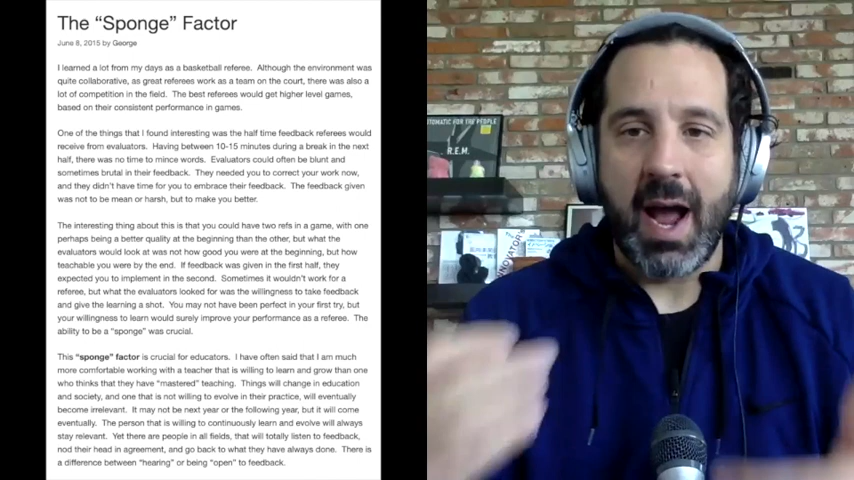 The “Sponge” Factor
June 8, 2015 by George
I learned a lot from my days as a basketball referee. Although the environment was
quite collaborative, as great referees work as a team on the court, there was also a
lot of competition in the field. The best referees would get higher level games,
based on their consistent performance in games.
One of the things that I found interesting was the half time feedback referees would
receive from evaluators. Having between 10-15 minutes during a break in the next
half, there was no time to mince words. Evaluators could often be blunt and
sometimes brutal in their feedback. They needed you to correct your work now,
and they didn’t have time for you to embrace their feedback. The feedback given
was not to be mean or harsh, but to make you better.
The interesting thing about this is that you could have two refs in a game, with one
perhaps being a better quality at the beginning than the other, but what the
evaluators would look at was not how good you were at the beginning, but how
teachable you were by the end. If feedback was given in the first half, they
expected you to implement in the second. Sometimes it wouldn’t work for a
referee, but what the evaluators looked for was the willingness to take feedback
and give the learning a shot. You may not have been perfect in your first try, but
your willingness to learn would surely improve your performance as a referee. The
ability to be a “sponge” was crucial.
This “sponge” factor is crucial for educators. I have often said that I am much
more comfortable working with a teacher that is willing to learn and grow than one
who thinks that they have “mastered” teaching. Things will change in education
and society, and one that is not willing to evolve in their practice, will eventually
become irrelevant. It may not be next year or the following year, but it will come
eventually. The person that is willing to continuously learn and evolve will always
stay relevant. Yet there are people in all fields, that will totally listen to feedback,
nod their head in agreement, and go back to what they have always done. There is
a difference between “hearing” or being “open” to feedback.
AUTOMATIC FOR THE PEOPLE
R.E.M.
INNOVATOR'S